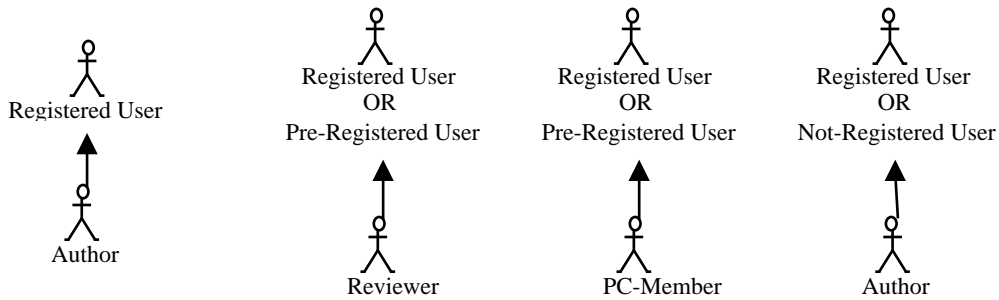 Registered User
Author
Registered User
OR
Pre-Registered User
Reviewer
Registered User
OR
Pre-Registered User
PC-Member
Registered User
OR
Not-Registered User
Author